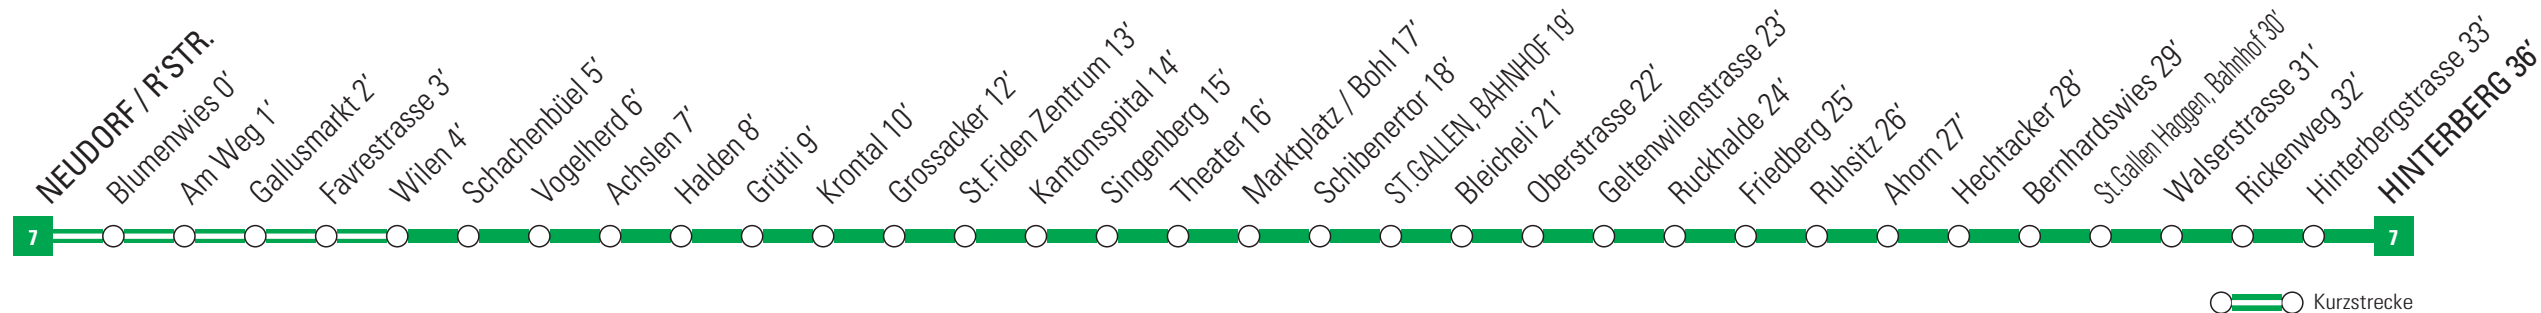 NEUDORF / R'STR.
Blumenwies 0'
Am Weg 1'
Gallusmarkt 2'
Favrestrasse 3'
Wilen 4'
Schachenbüel 5'
Vogelherd 6'
Achslen 7'
Halden 8'
Grütli 9'
Krontal 10'
Grossacker 12'
St.Fiden Zentrum 13'
Kantonsspital 14'
Singenberg 15'
Theater 16'
Marktplatz / Bohl 17'
Schibenertor 18'
ST.GALLEN, BAHNHOF 19'
Bleicheli 21'
Oberstrasse 22'
Geltenwilenstrasse 23'
Ruckhalde 24'
Friedberg 25'
Ruhsitz 26'
Ahorn 27'
Hechtacker 28'
Bernhardswies 29'
St.Gallen Haggen, Bahnhof 30'
Walserstrasse 31'
Rickenweg 32'
Hinterbergstrasse 33'
HINTERBERG 36'
7
7
Kurzstrecke